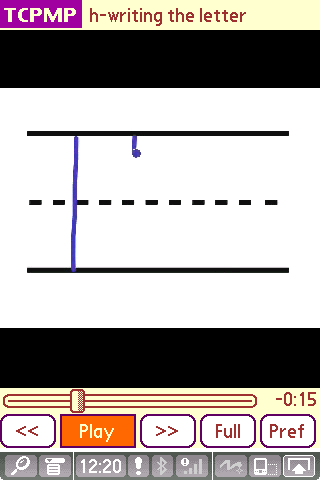 TCPMP h-writing the letter
-0:15
<< Play >> Full Pref
12:20